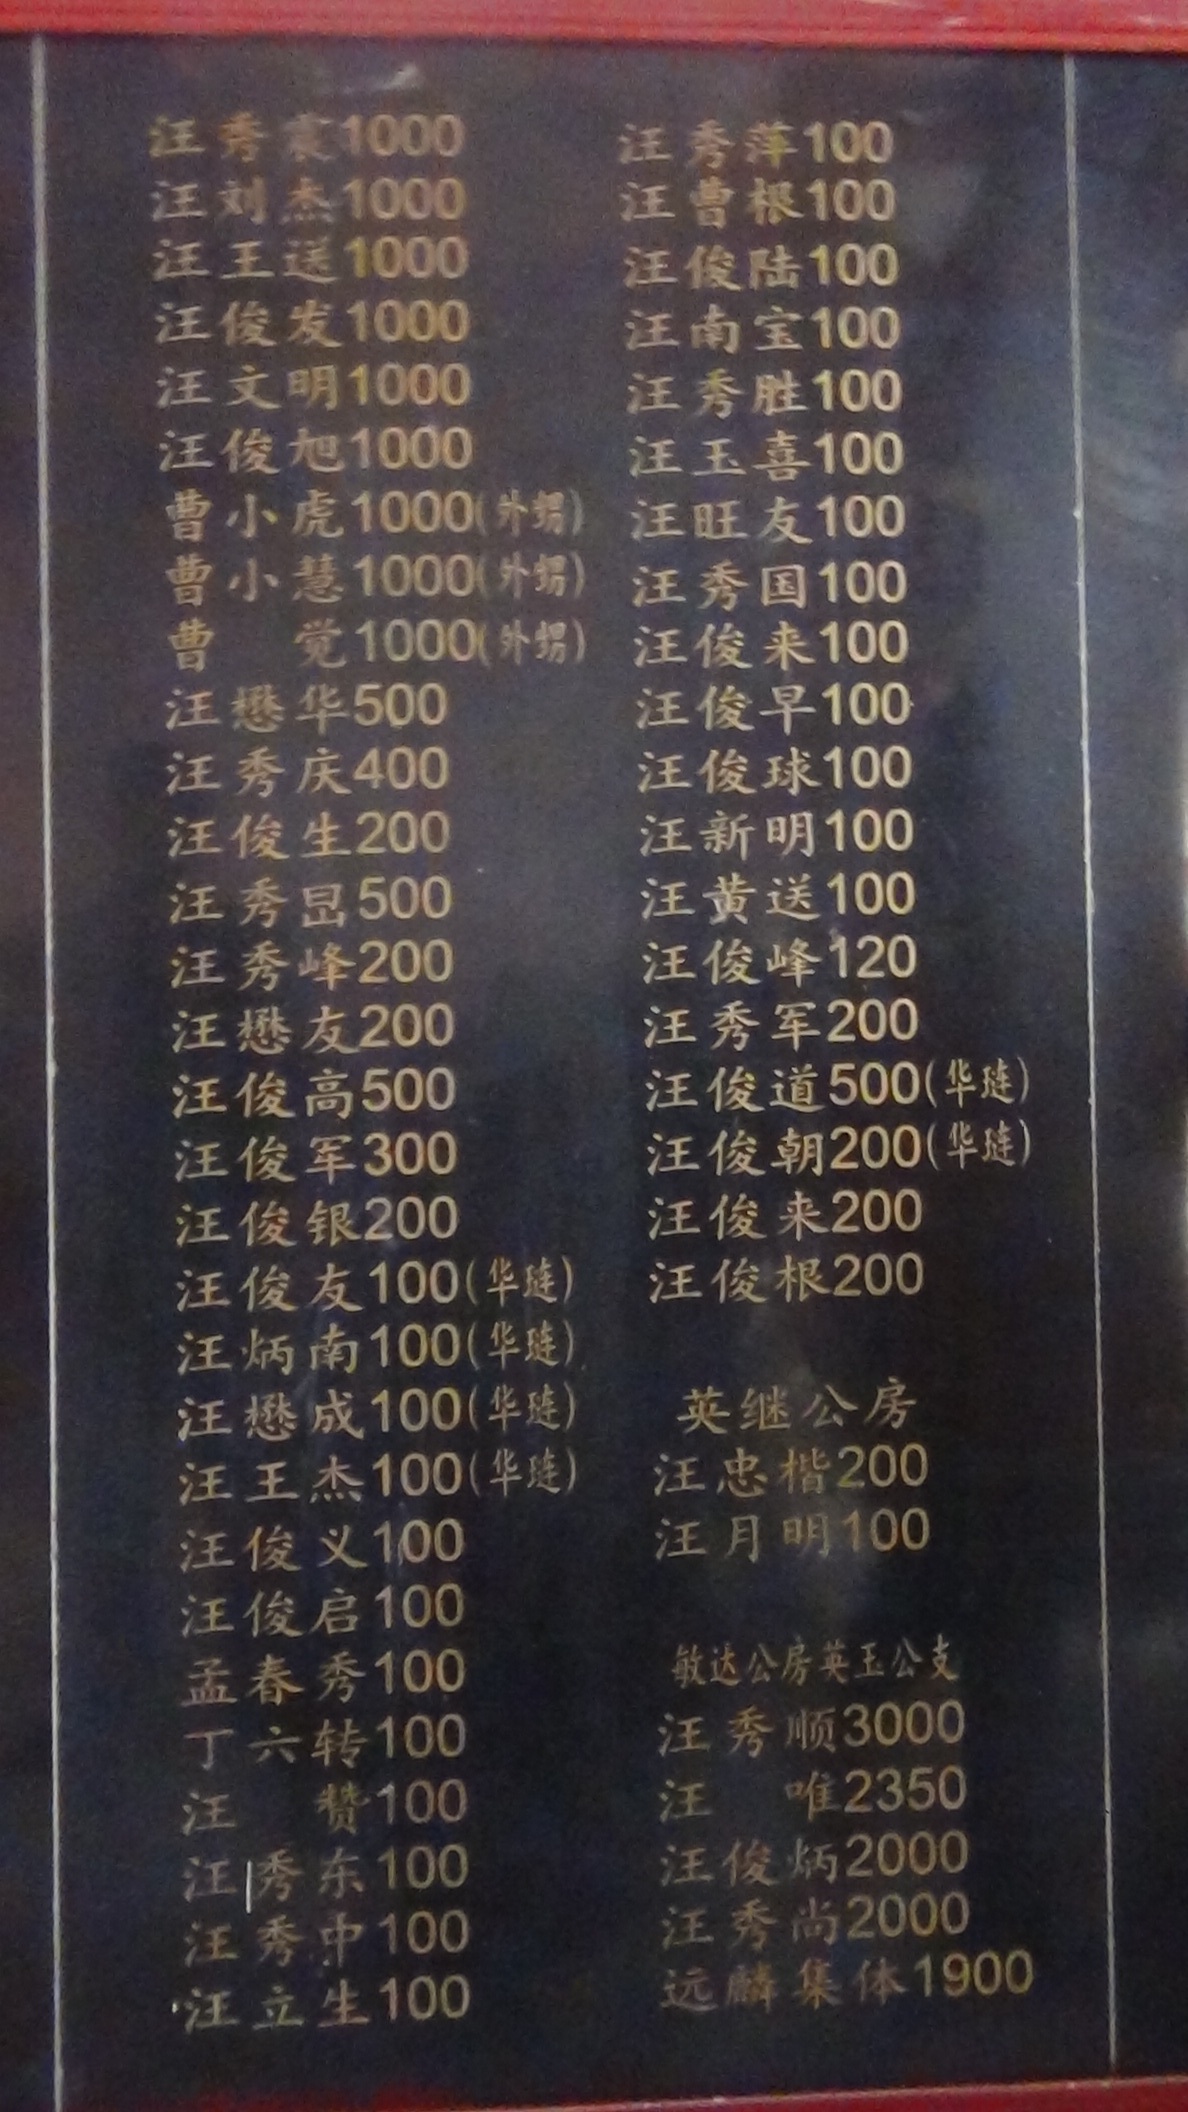 汪秀震1000
汪刘杰1000
汪王送1000
汪俊发1000
汪文明1000
汪俊旭1000
曹小虎1000(外甥)
曹小慧1000(外甥)
曹 觉1000(外甥)
汪懋华500
汪秀庆400
汪俊生200
汪秀昆500
汪秀峰200
汪懋友200
汪俊高500
汪俊军300
汪俊银200
汪俊友100(华琏)
汪炳南100(华琏)
汪懋成100(华琏)
汪王杰100(华琏)
汪俊义100
汪俊启100
孟春秀100
丁六转100
汪 赞100
汪秀东100
汪秀中100
汪立生100
汪秀萍100
汪曹根100
汪俊陆100
汪南宝100
汪秀胜100
汪玉喜100
汪旺友100
汪秀国100
汪俊来100
汪俊早100
汪俊球100
汪新明100
汪黄送100
汪俊峰120
汪秀军200
汪俊道500(华琏)
汪俊朝200(华琏)
汪俊来200
汪俊根200
英继公房
汪忠楷200
汪月明100
敏达公房英玉公支
汪秀顺3000
汪 唯2350
汪俊炳2000
汪秀尚2000
远麟集体1900